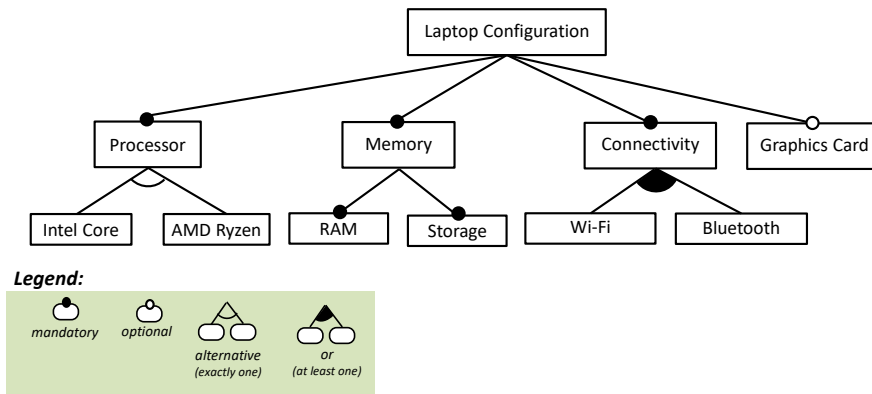 Laptop Configuration
Processor
Memory
Connectivity
Graphics Card
Intel Core
AMD Ryzen
RAM
Storage
Wi-Fi
Bluetooth
Legend:
mandatory
optional
alternative
(exactly one)
or
(at least one)